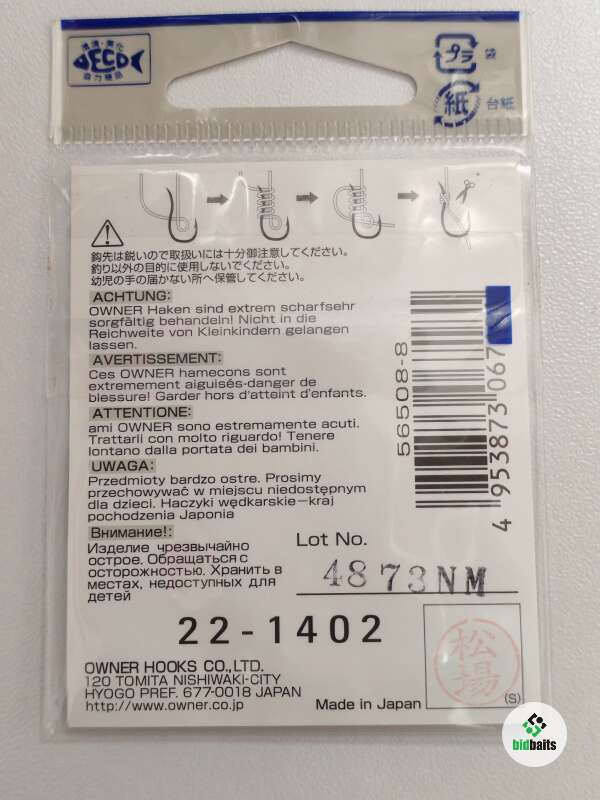 ECO
協力商品
プラ
袋
紙
台紙
鈎先は鋭いので取扱いには十分御注意してください。
釣り以外の目的に使用しないでください。
幼児の手の届かない所へ保管してください。
ACHTUNG:
OWNER Haken sind extrem scharfsehr
sorgfältig behandeln! Nicht in die
Reichweite von Kleinkindern gelangen
lassen.
AVERTISSEMENT:
Ces OWNER hamecons sont
extremement aiguisés-danger de
blessure! Garder hors d'atteint d'enfants.
ATTENTIONE:
ami OWNER sono estremamente acuti.
Trattarli con molto riguardo! Tenere
lontano dalla portata dei bambini.
UWAGA:
Przedmioty bardzo ostre. Prosimy
przechowywać w miejscu niedostępnym
dla dzieci. Haczyki wędkarskie-kraj
pochodzenia Japonia
Внимание!:
Изделие чрезвычайно
острое. Обращаться с
осторожностью. Хранить в
местах, недоступных для
детей
56508-8
4 953873 067
Lot No.
4873NM
22-1402
OWNER HOOKS CO.,LTD.
120 TOMITA NISHIWAKI-CITY
HYOGO PREF. 677-0018 JAPAN
http://www.owner.co.jp
Made in Japan
松揚
(S)
bidbaits